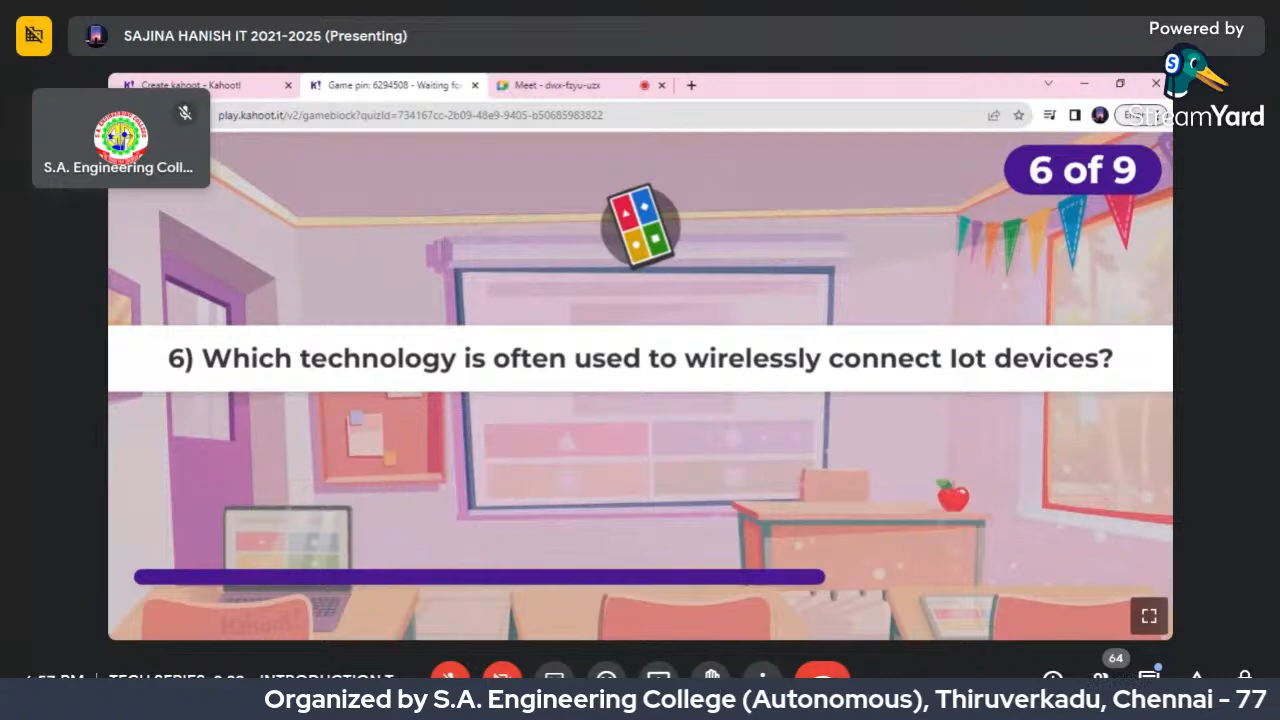 SAJINA HANISH IT 2021-2025 (Presenting)
Powered by
StreamYard
Create kahoot - Kahoot!
Game pin: 6294508 - Waiting fo
Meet - dwx-fzyu-uzx
play.kahoot.it/v2/gameblock?quizId=734167cc-2b09-48e9-9405-b50685983822
S.A. Engineering Coll...
6 of 9
6) Which technology is often used to wirelessly connect Iot devices?
Kahoot!
64
Organized by S.A. Engineering College (Autonomous), Thiruverkadu, Chennai - 77